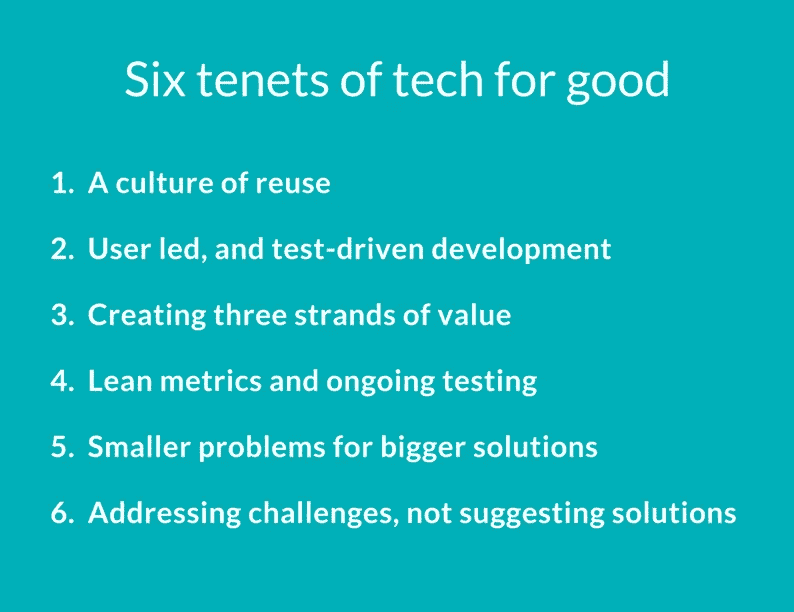 Six tenets of tech for good
1. A culture of reuse
2. User led, and test-driven development
3. Creating three strands of value
4. Lean metrics and ongoing testing
5. Smaller problems for bigger solutions
6. Addressing challenges, not suggesting solutions